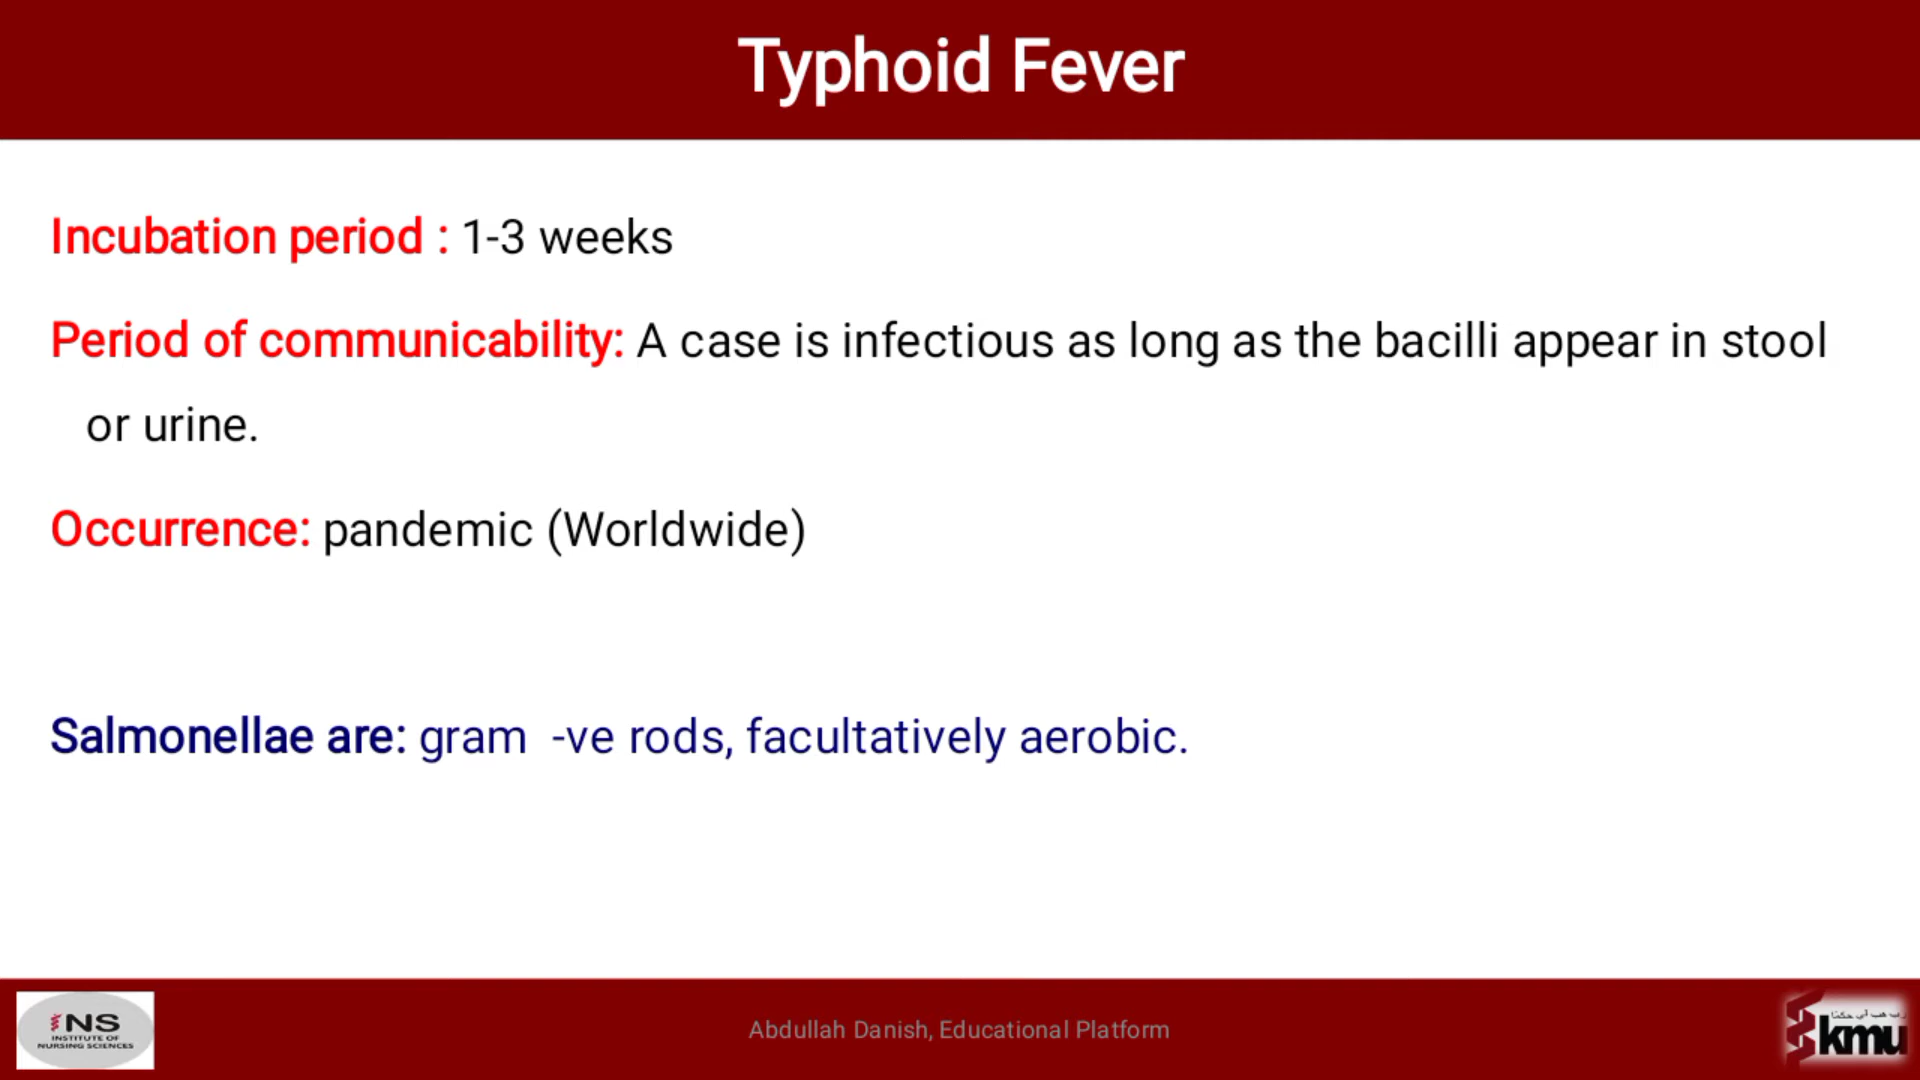 Typhoid Fever
Incubation period : 1-3 weeks
Period of communicability: A case is infectious as long as the bacilli appear in stool
or urine.
Occurrence: pandemic (Worldwide)
Salmonellae are: gram -ve rods, facultatively aerobic.
iNS
INSTITUTE OF
NURSING SCIENCES
Abdullah Danish, Educational Platform
kmu